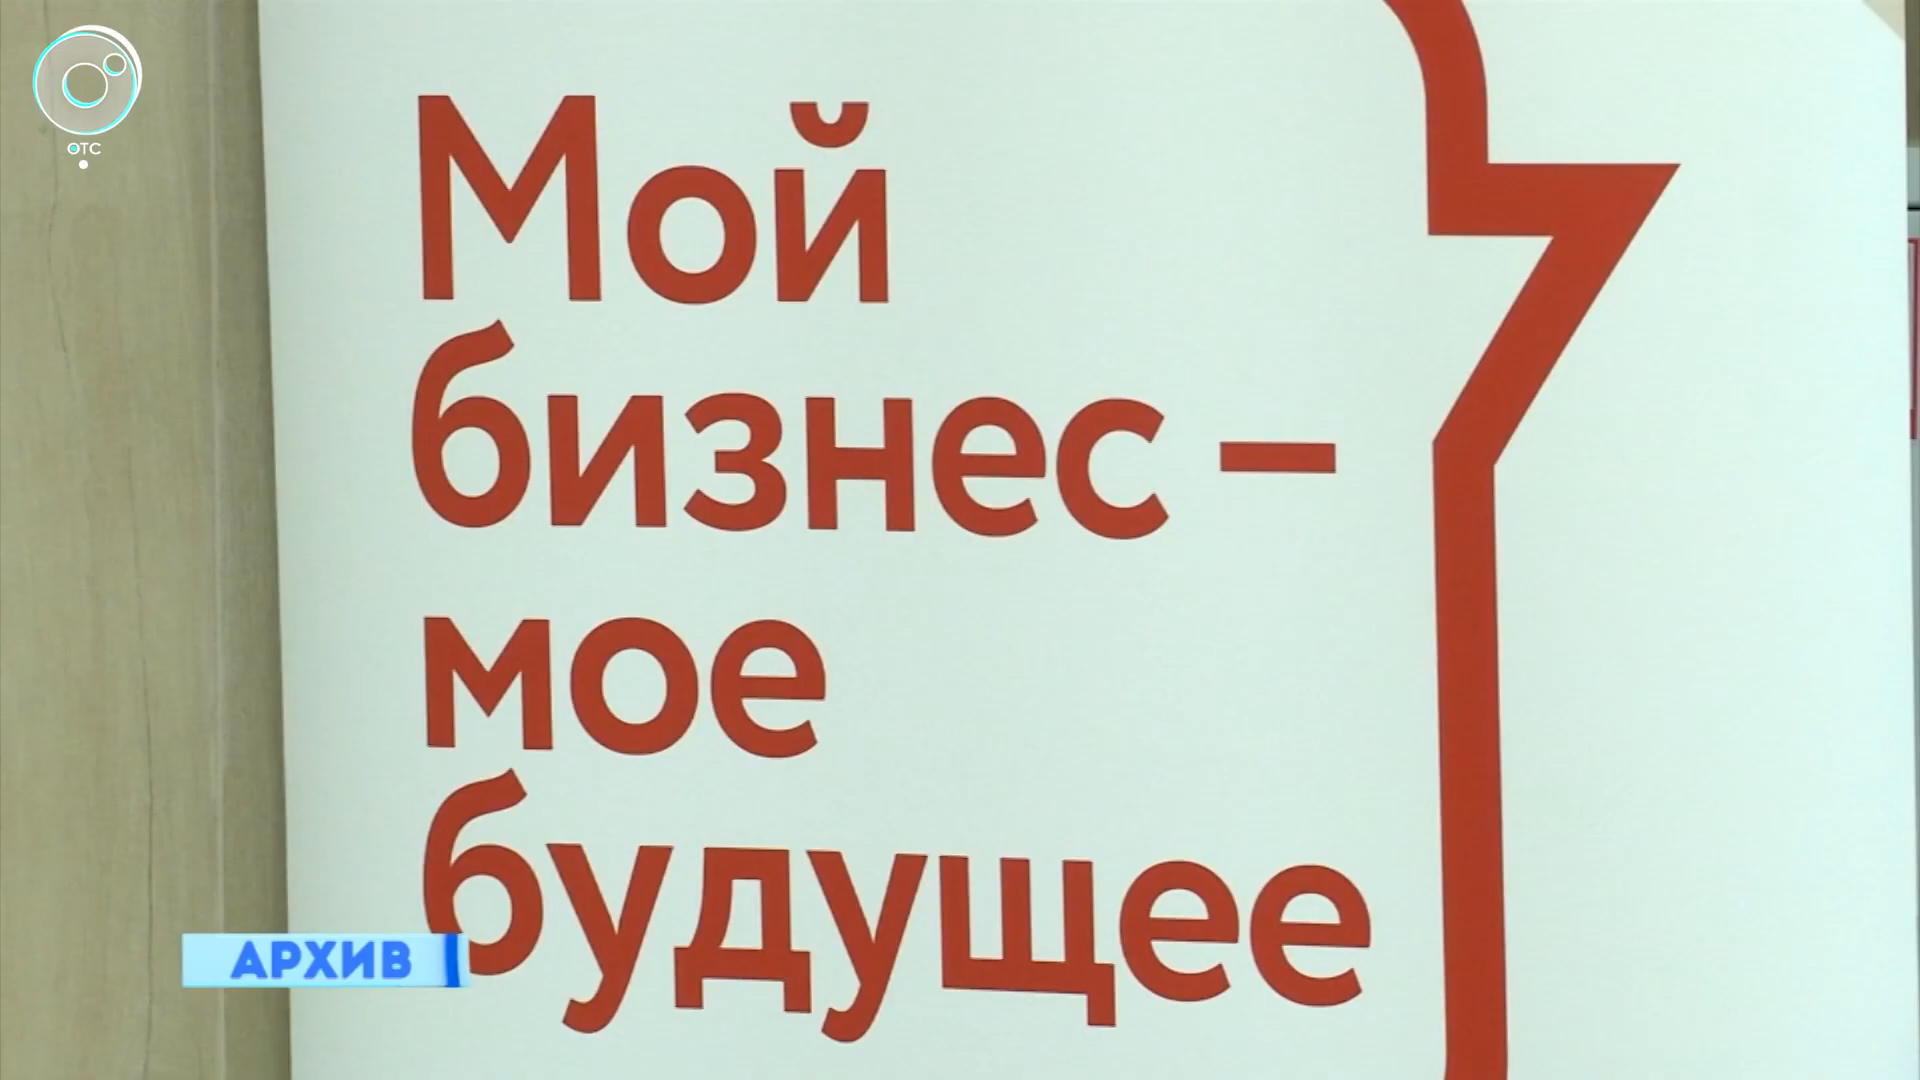 ОТС
Мой
бизнес –
мое
будущее
АРХИВ